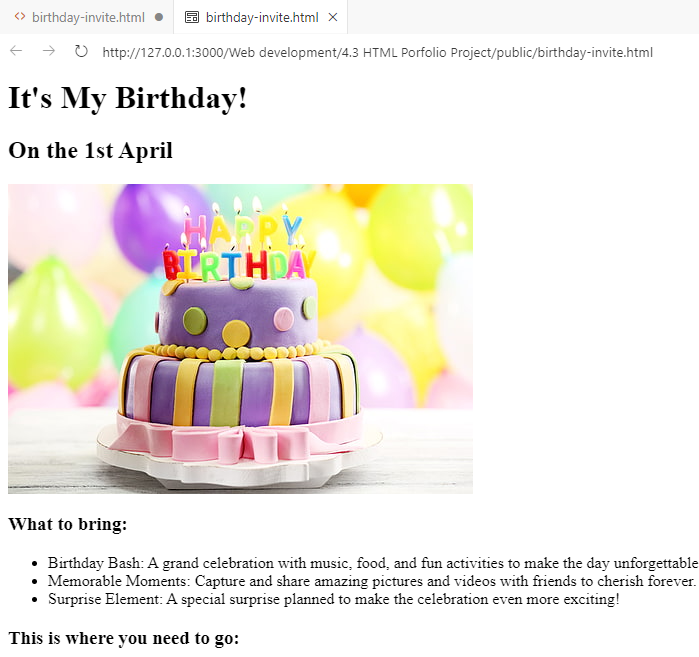 birthday-invite.html
birthday-invite.html
http://127.0.0.1:3000/Web development/4.3 HTML Porfolio Project/public/birthday-invite.html
It's My Birthday!
On the 1st April
HAPPY
BIRTHDAY
What to bring:
Birthday Bash: A grand celebration with music, food, and fun activities to make the day unforgettable
Memorable Moments: Capture and share amazing pictures and videos with friends to cherish forever.
Surprise Element: A special surprise planned to make the celebration even more exciting!
This is where you need to go: